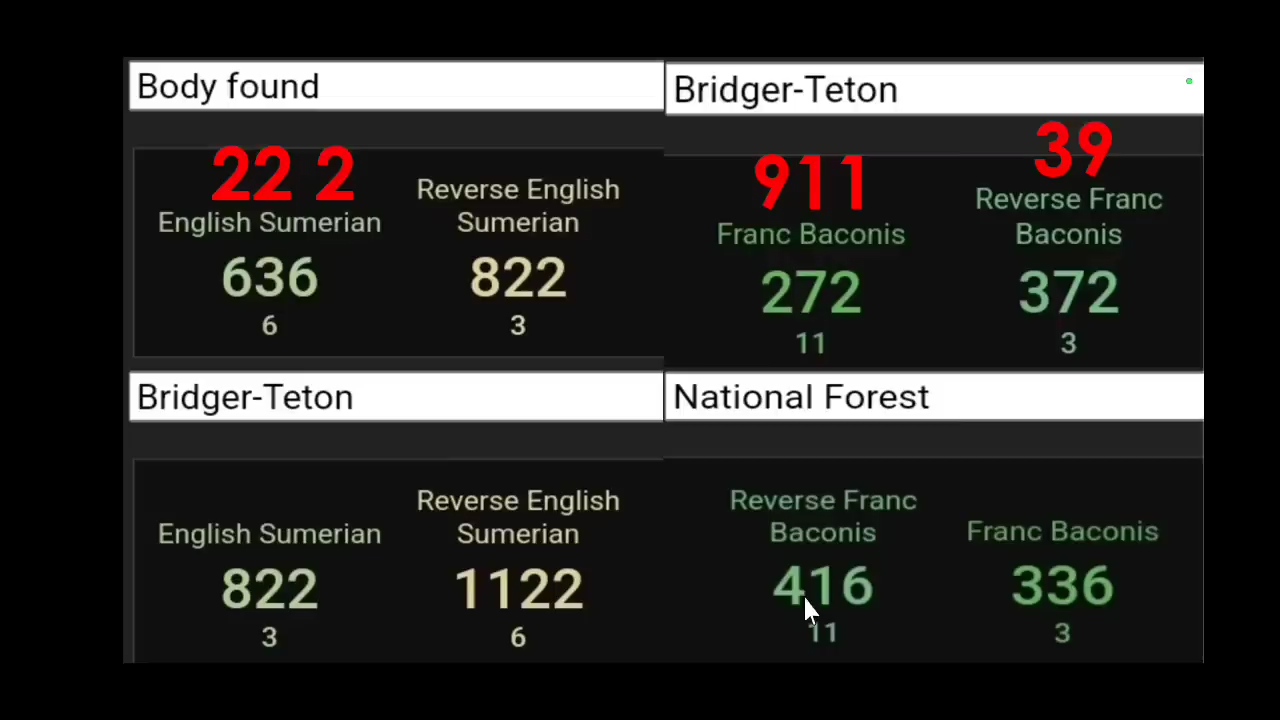 Body found
22 2
English Sumerian
636
6
Reverse English
Sumerian
822
3
Bridger-Teton
911
Franc Baconis
272
11
39
Reverse Franc
Baconis
372
3
Bridger-Teton
English Sumerian
822
3
Reverse English
Sumerian
1122
6
National Forest
Reverse Franc
Baconis
416
11
Franc Baconis
336
3